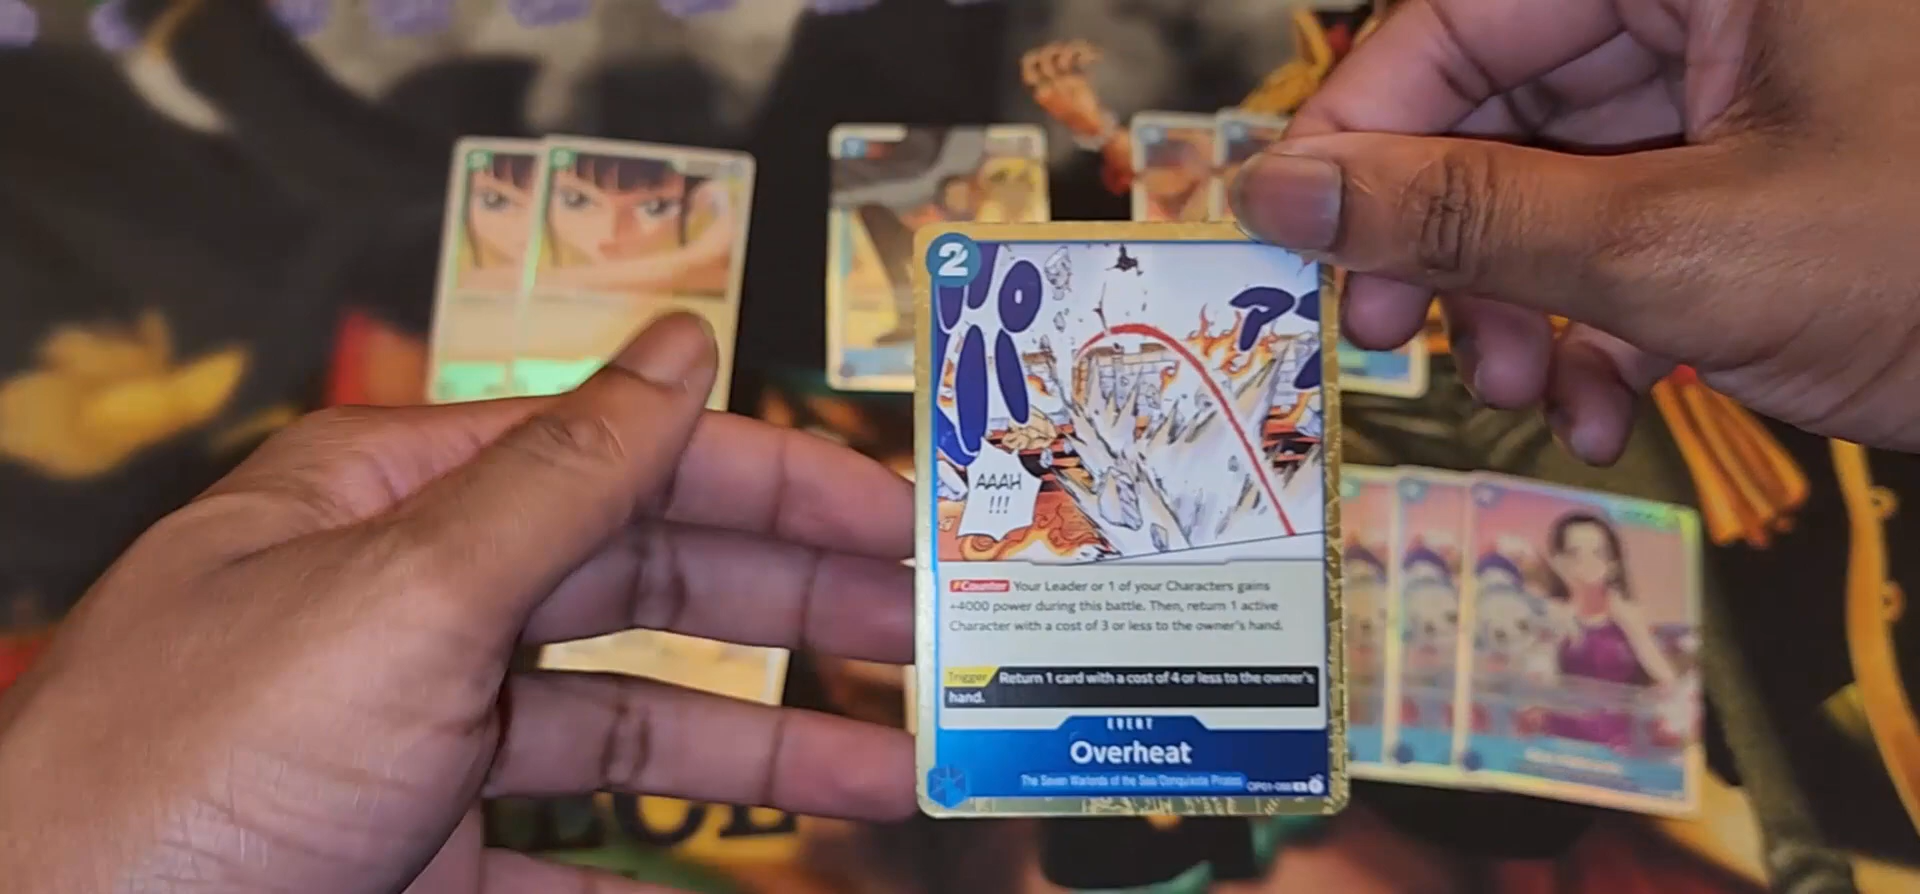 2
AAAH
!!!
⚡Counter Your Leader or 1 of your Characters gains
+4000 power during this battle. Then, return 1 active
Character with a cost of 3 or less to the owner's hand.
Trigger Return 1 card with a cost of 4 or less to the owner's
hand.
EVENT
Overheat
The Seven Warlords of the Sea/Donquixote Pirates